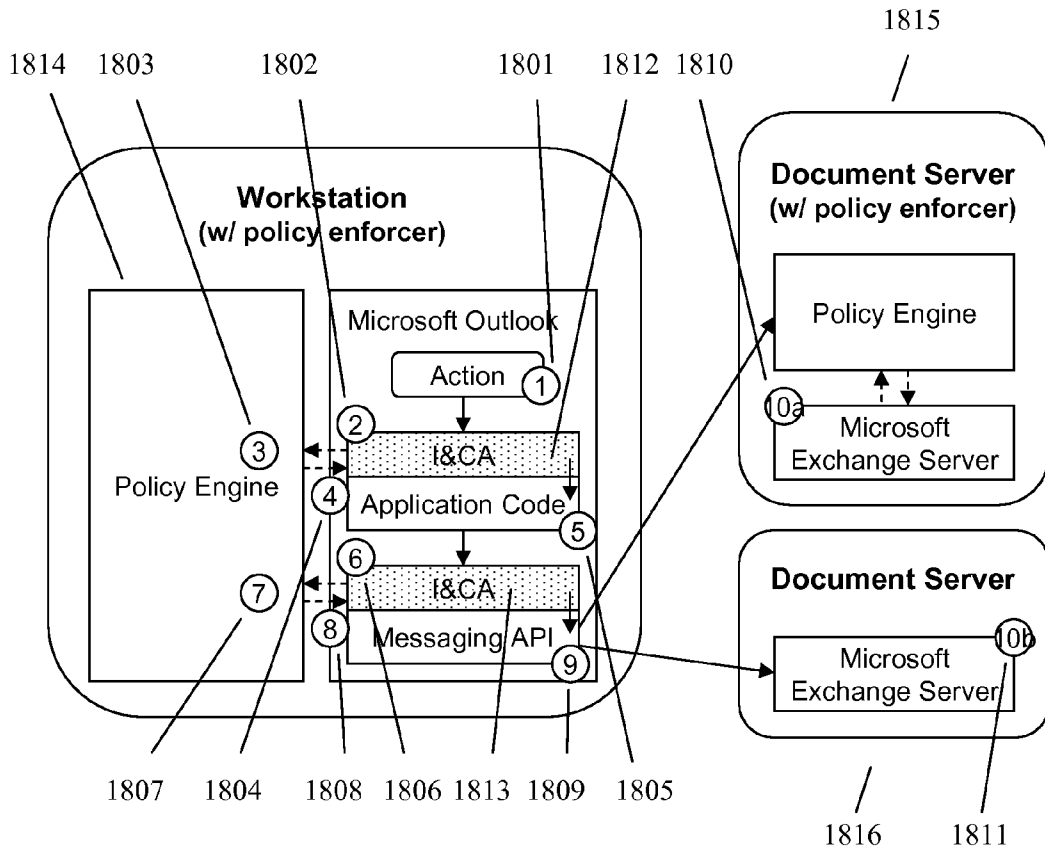 1815
1814 1803 1802 1801 1812 1810
Workstation
(w/ policy enforcer)
Document Server
(w/ policy enforcer)
Microsoft Outlook
Policy Engine
Action
1
2
10a
3
I&CA
Microsoft
Exchange Server
Policy Engine
4
Application Code
5
6
Document Server
7
I&CA
8
Messaging API
9
10b
Microsoft
Exchange Server
1807 1804 1808 1806 1813 1809 1805
1816 1811